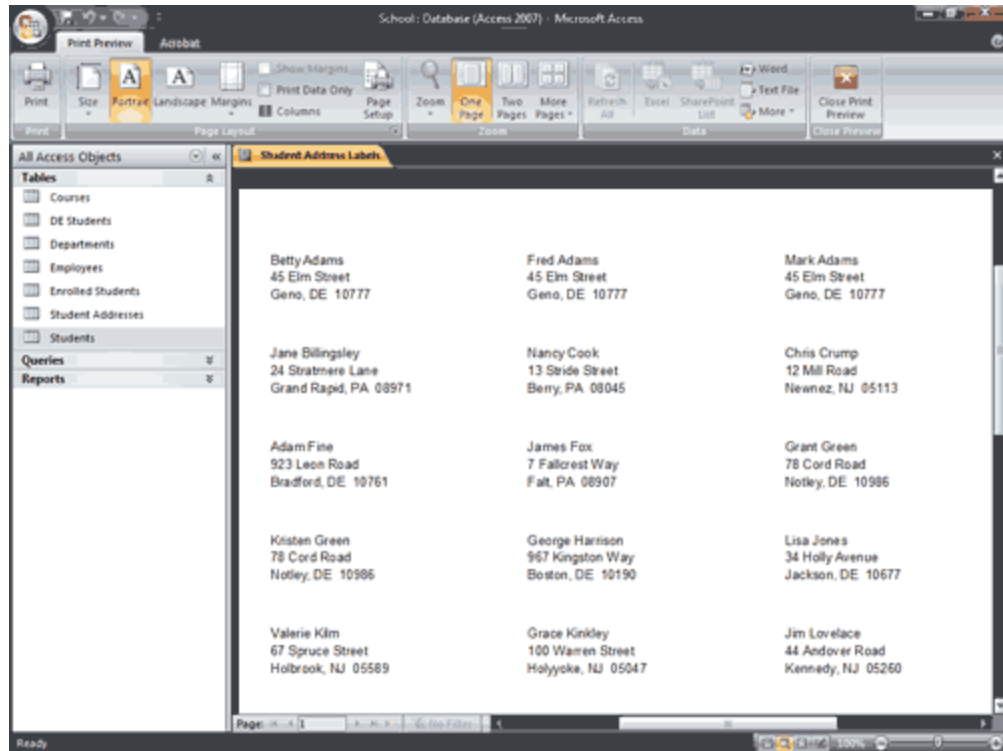 School : Database (Access 2007) - Microsoft Access
Print Preview Acrobat
Print
Size
Portrait
Landscape
Margins
Show Margins
Print Data Only
Columns
Page Setup
Zoom
One Page
Two Pages
More Pages
Refresh All
Excel
SharePoint List
Word
Text File
More
Close Print Preview
Print
Page Layout
Zoom
Data
Close Preview
All Access Objects
Tables
Courses
DE Students
Departments
Employees
Enrolled Students
Student Addresses
Students
Queries
Reports
Student Address Labels
Betty Adams
45 Elm Street
Geno, DE 10777
Fred Adams
45 Elm Street
Geno, DE 10777
Mark Adams
45 Elm Street
Geno, DE 10777
Jane Billingsley
24 Stratmere Lane
Grand Rapid, PA 08971
Nancy Cook
13 Stride Street
Berry, PA 08045
Chris Crump
12 Mill Road
Newnez, NJ 05113
Adam Fine
923 Leon Road
Bradford, DE 10761
James Fox
7 Fallcrest Way
Falt, PA 08907
Grant Green
78 Cord Road
Notley, DE 10986
Kristen Green
78 Cord Road
Notley, DE 10986
George Harrison
967 Kingston Way
Boston, DE 10190
Lisa Jones
34 Holly Avenue
Jackson, DE 10677
Valerie Kilm
67 Spruce Street
Holbrook, NJ 05589
Grace Kinkley
100 Warren Street
Holyyoke, NJ 05047
Jim Lovelace
44 Andover Road
Kennedy, NJ 05260
Page: 1
No Filter
Ready
100%